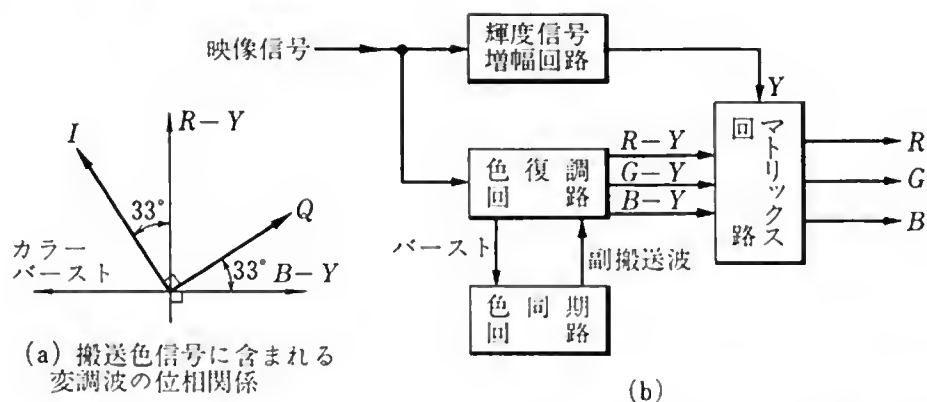 映像信号
輝度信号
増幅回路
Y
マトリックス
回路
R−Y
G−Y
B−Y
色復調
回路
R
G
B
バースト
副搬送波
色同期
回路
(b)
I
R−Y
Q
33°
33°
カラー
バースト
B−Y
(a) 搬送色信号に含まれる
変調波の位相関係